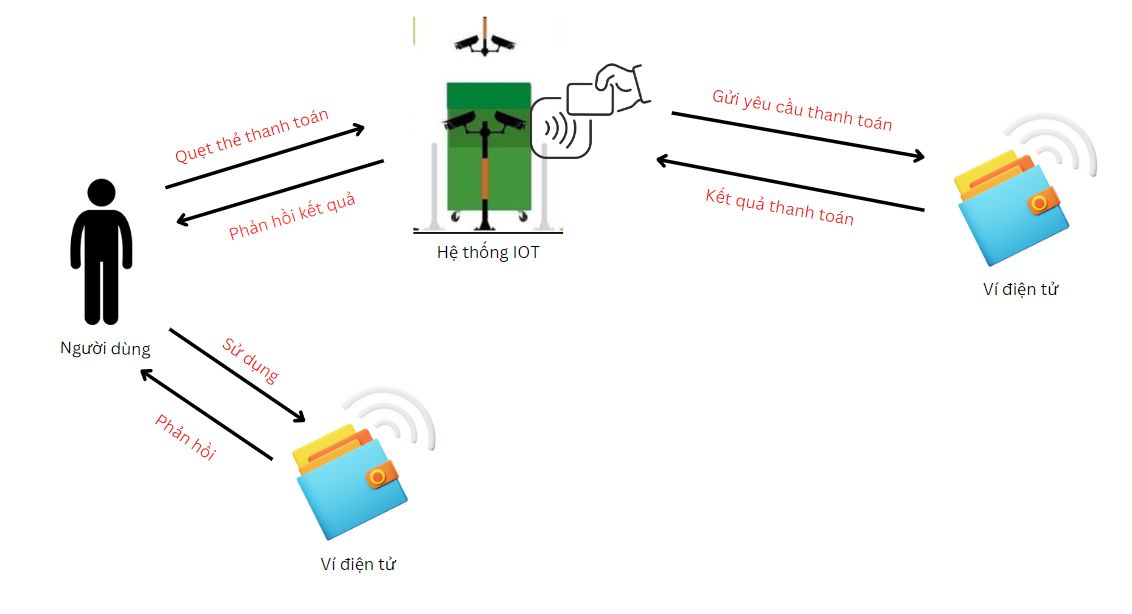 Quẹt thẻ thanh toán
Phản hồi kết quả
Gửi yêu cầu thanh toán
Kết quả thanh toán
Hệ thống IOT
Ví điện tử
Người dùng
Sử dụng
Phản hồi
Ví điện tử